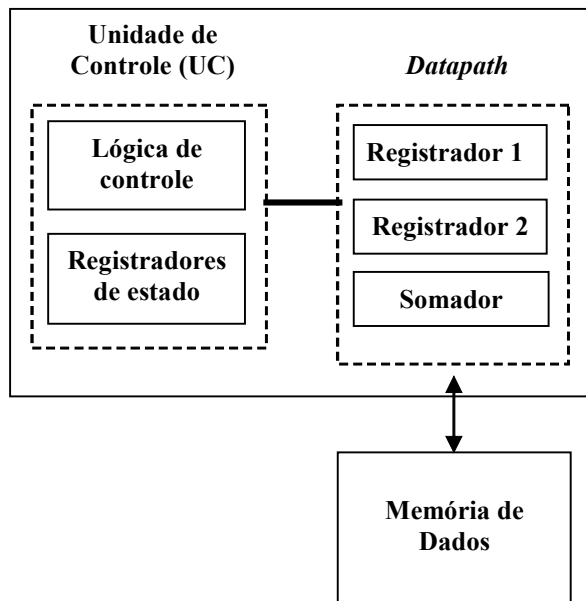 Unidade de
Controle (UC)
Datapath
Lógica de
controle
Registradores
de estado
Registrador 1
Registrador 2
Somador
Memória de
Dados